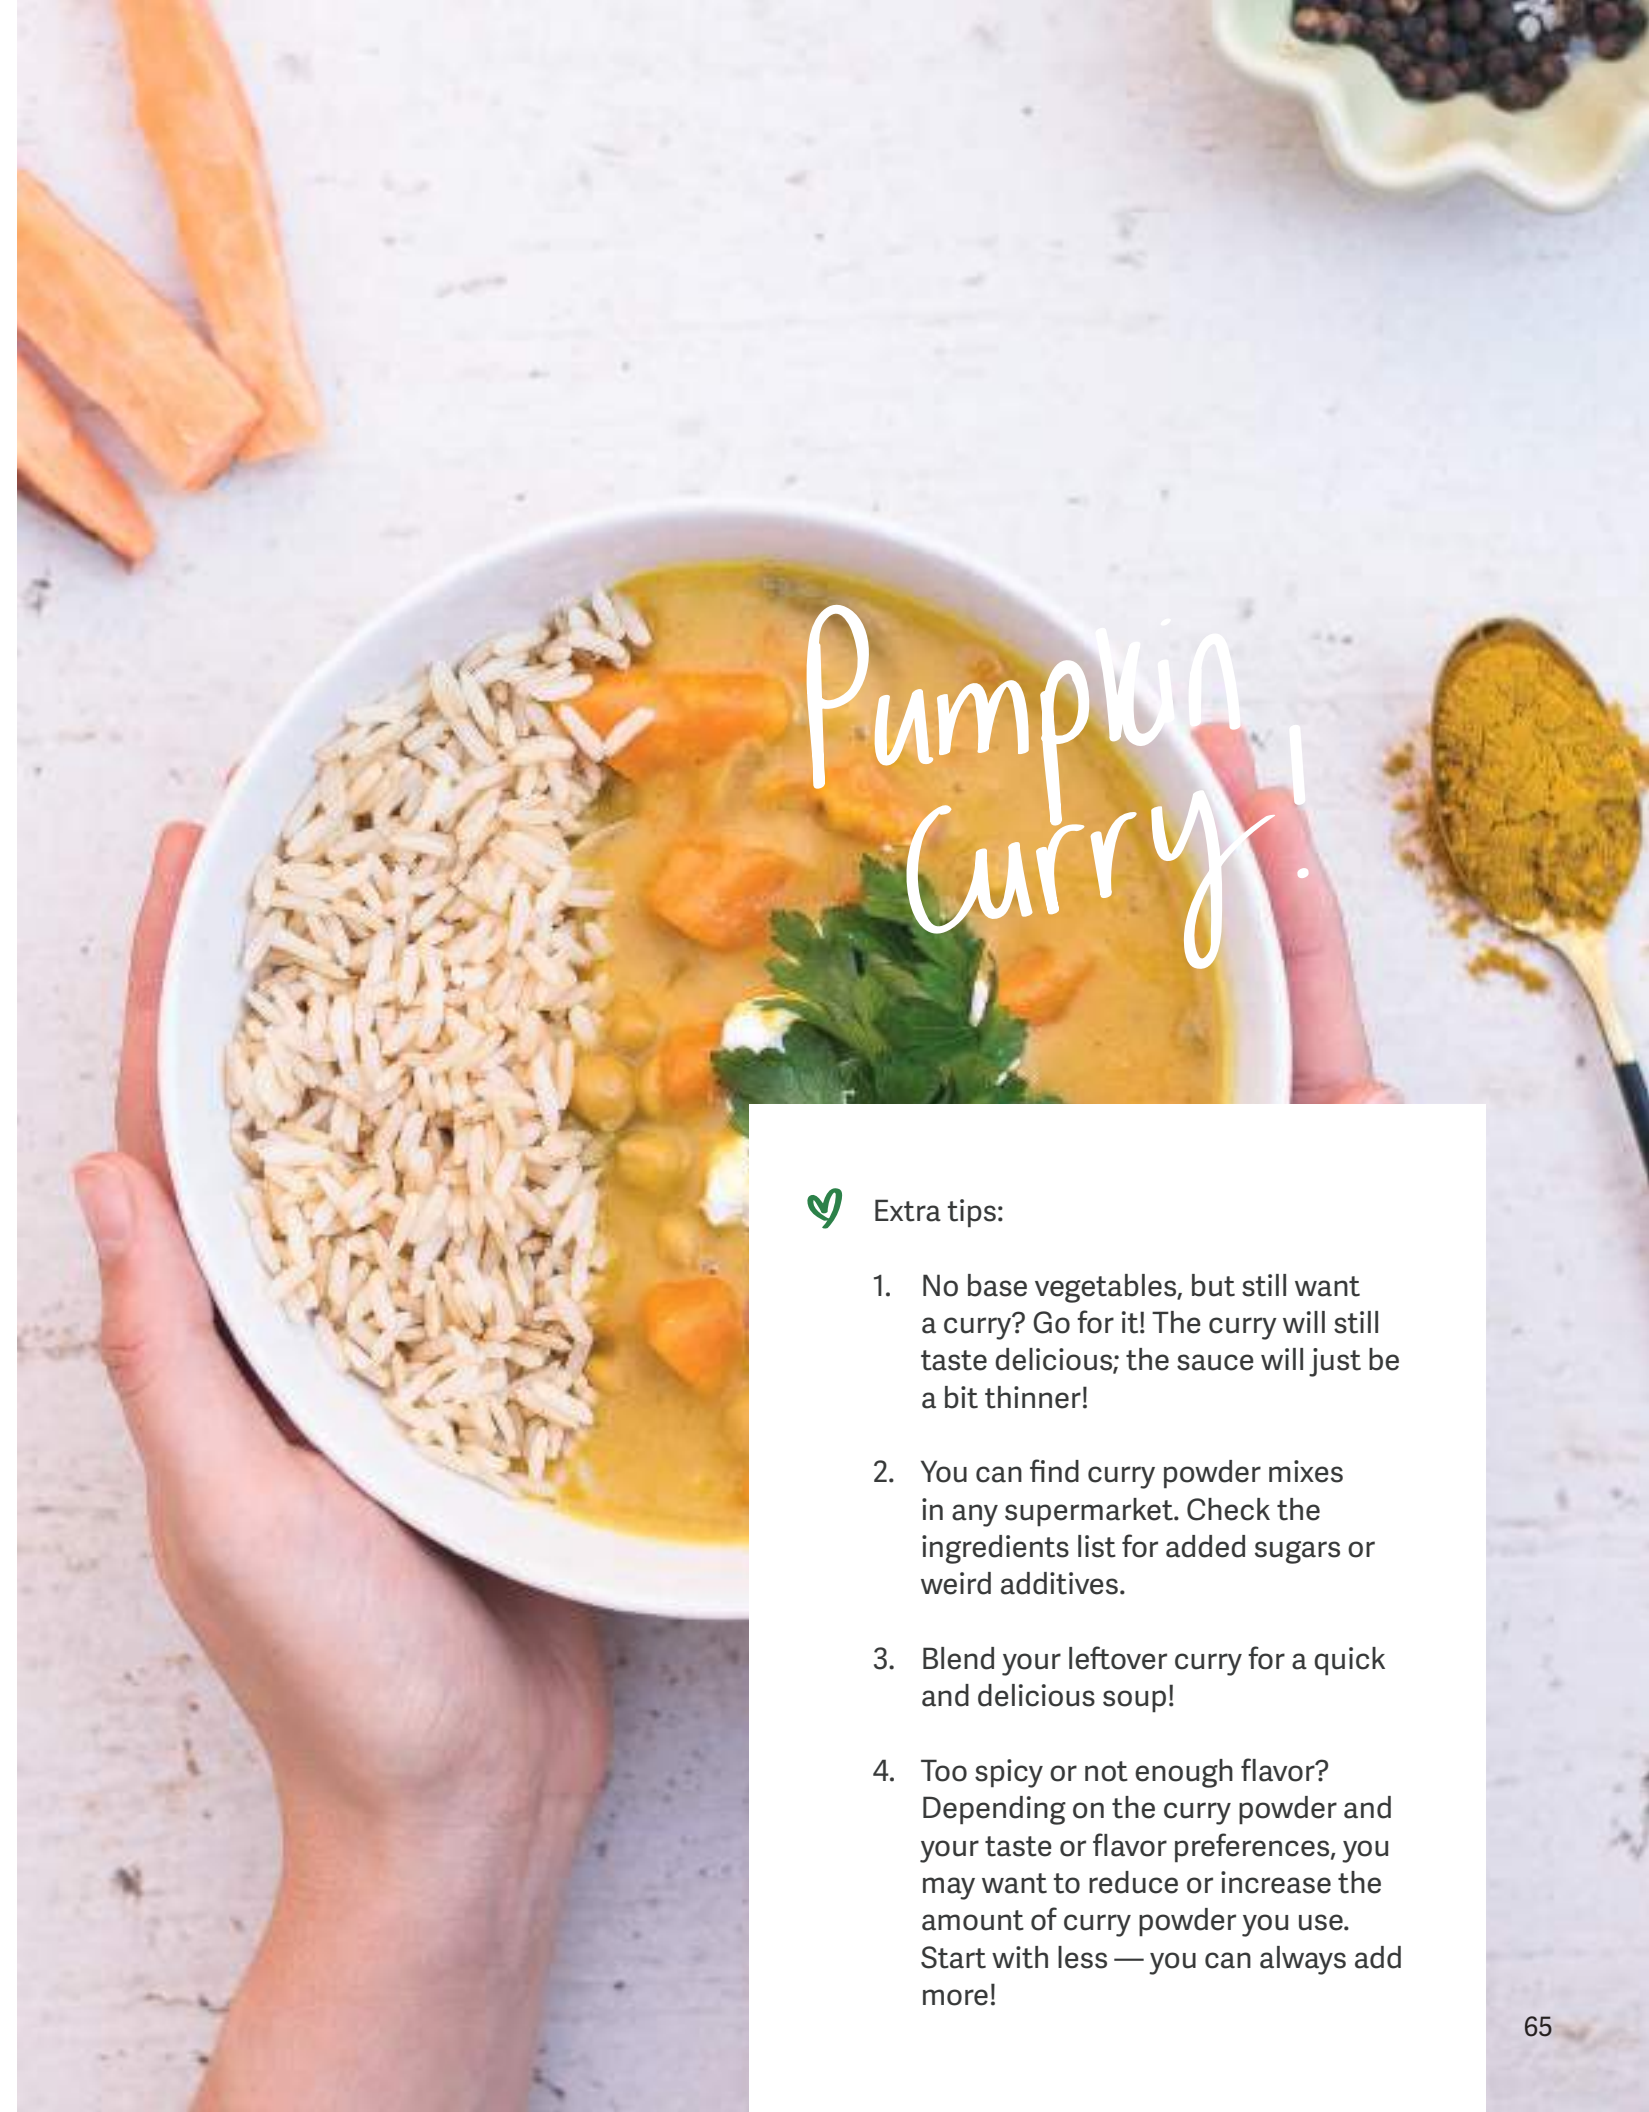 Pumpkin
Curry!
Extra tips:
1. No base vegetables, but still want
a curry? Go for it! The curry will still
taste delicious; the sauce will just be
a bit thinner!
2. You can find curry powder mixes
in any supermarket. Check the
ingredients list for added sugars or
weird additives.
3. Blend your leftover curry for a quick
and delicious soup!
4. Too spicy or not enough flavor?
Depending on the curry powder and
your taste or flavor preferences, you
may want to reduce or increase the
amount of curry powder you use.
Start with less — you can always add
more!
65